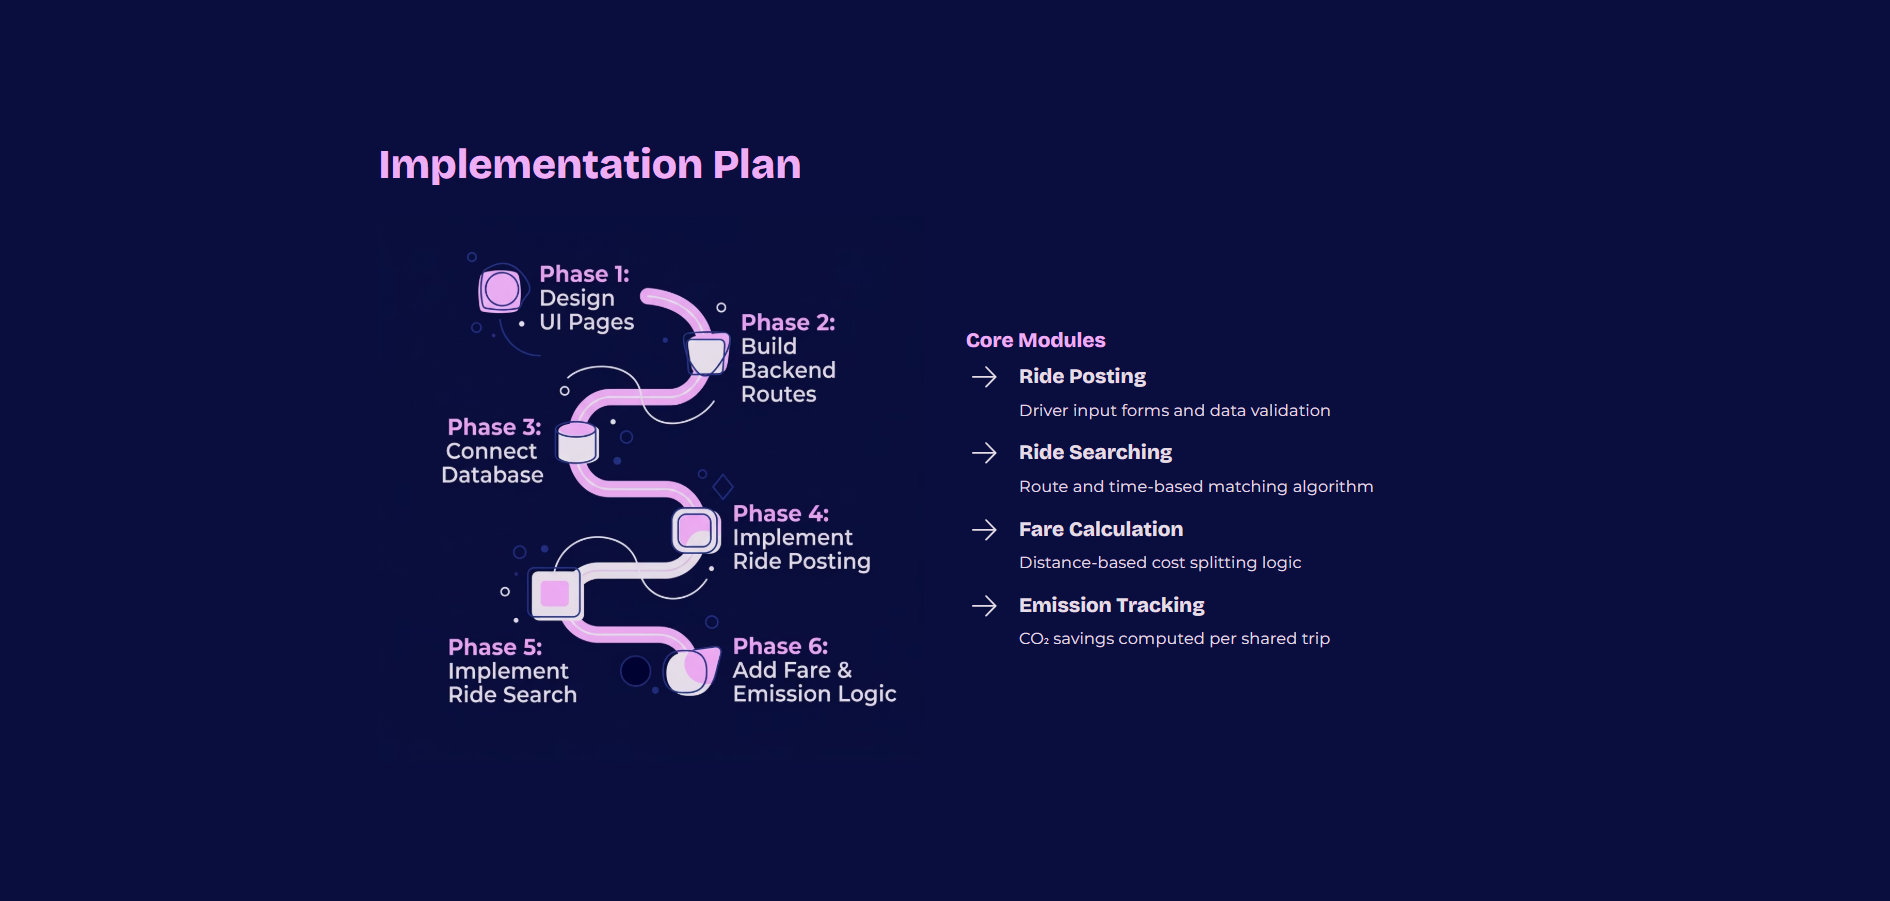 Implementation Plan
Phase 1:
Design
UI Pages
Phase 2:
Build
Backend
Routes
Phase 3:
Connect
Database
Phase 4:
Implement
Ride Posting
Phase 5:
Implement
Ride Search
Phase 6:
Add Fare &
Emission Logic
Core Modules
Ride Posting
Driver input forms and data validation
Ride Searching
Route and time-based matching algorithm
Fare Calculation
Distance-based cost splitting logic
Emission Tracking
CO₂ savings computed per shared trip